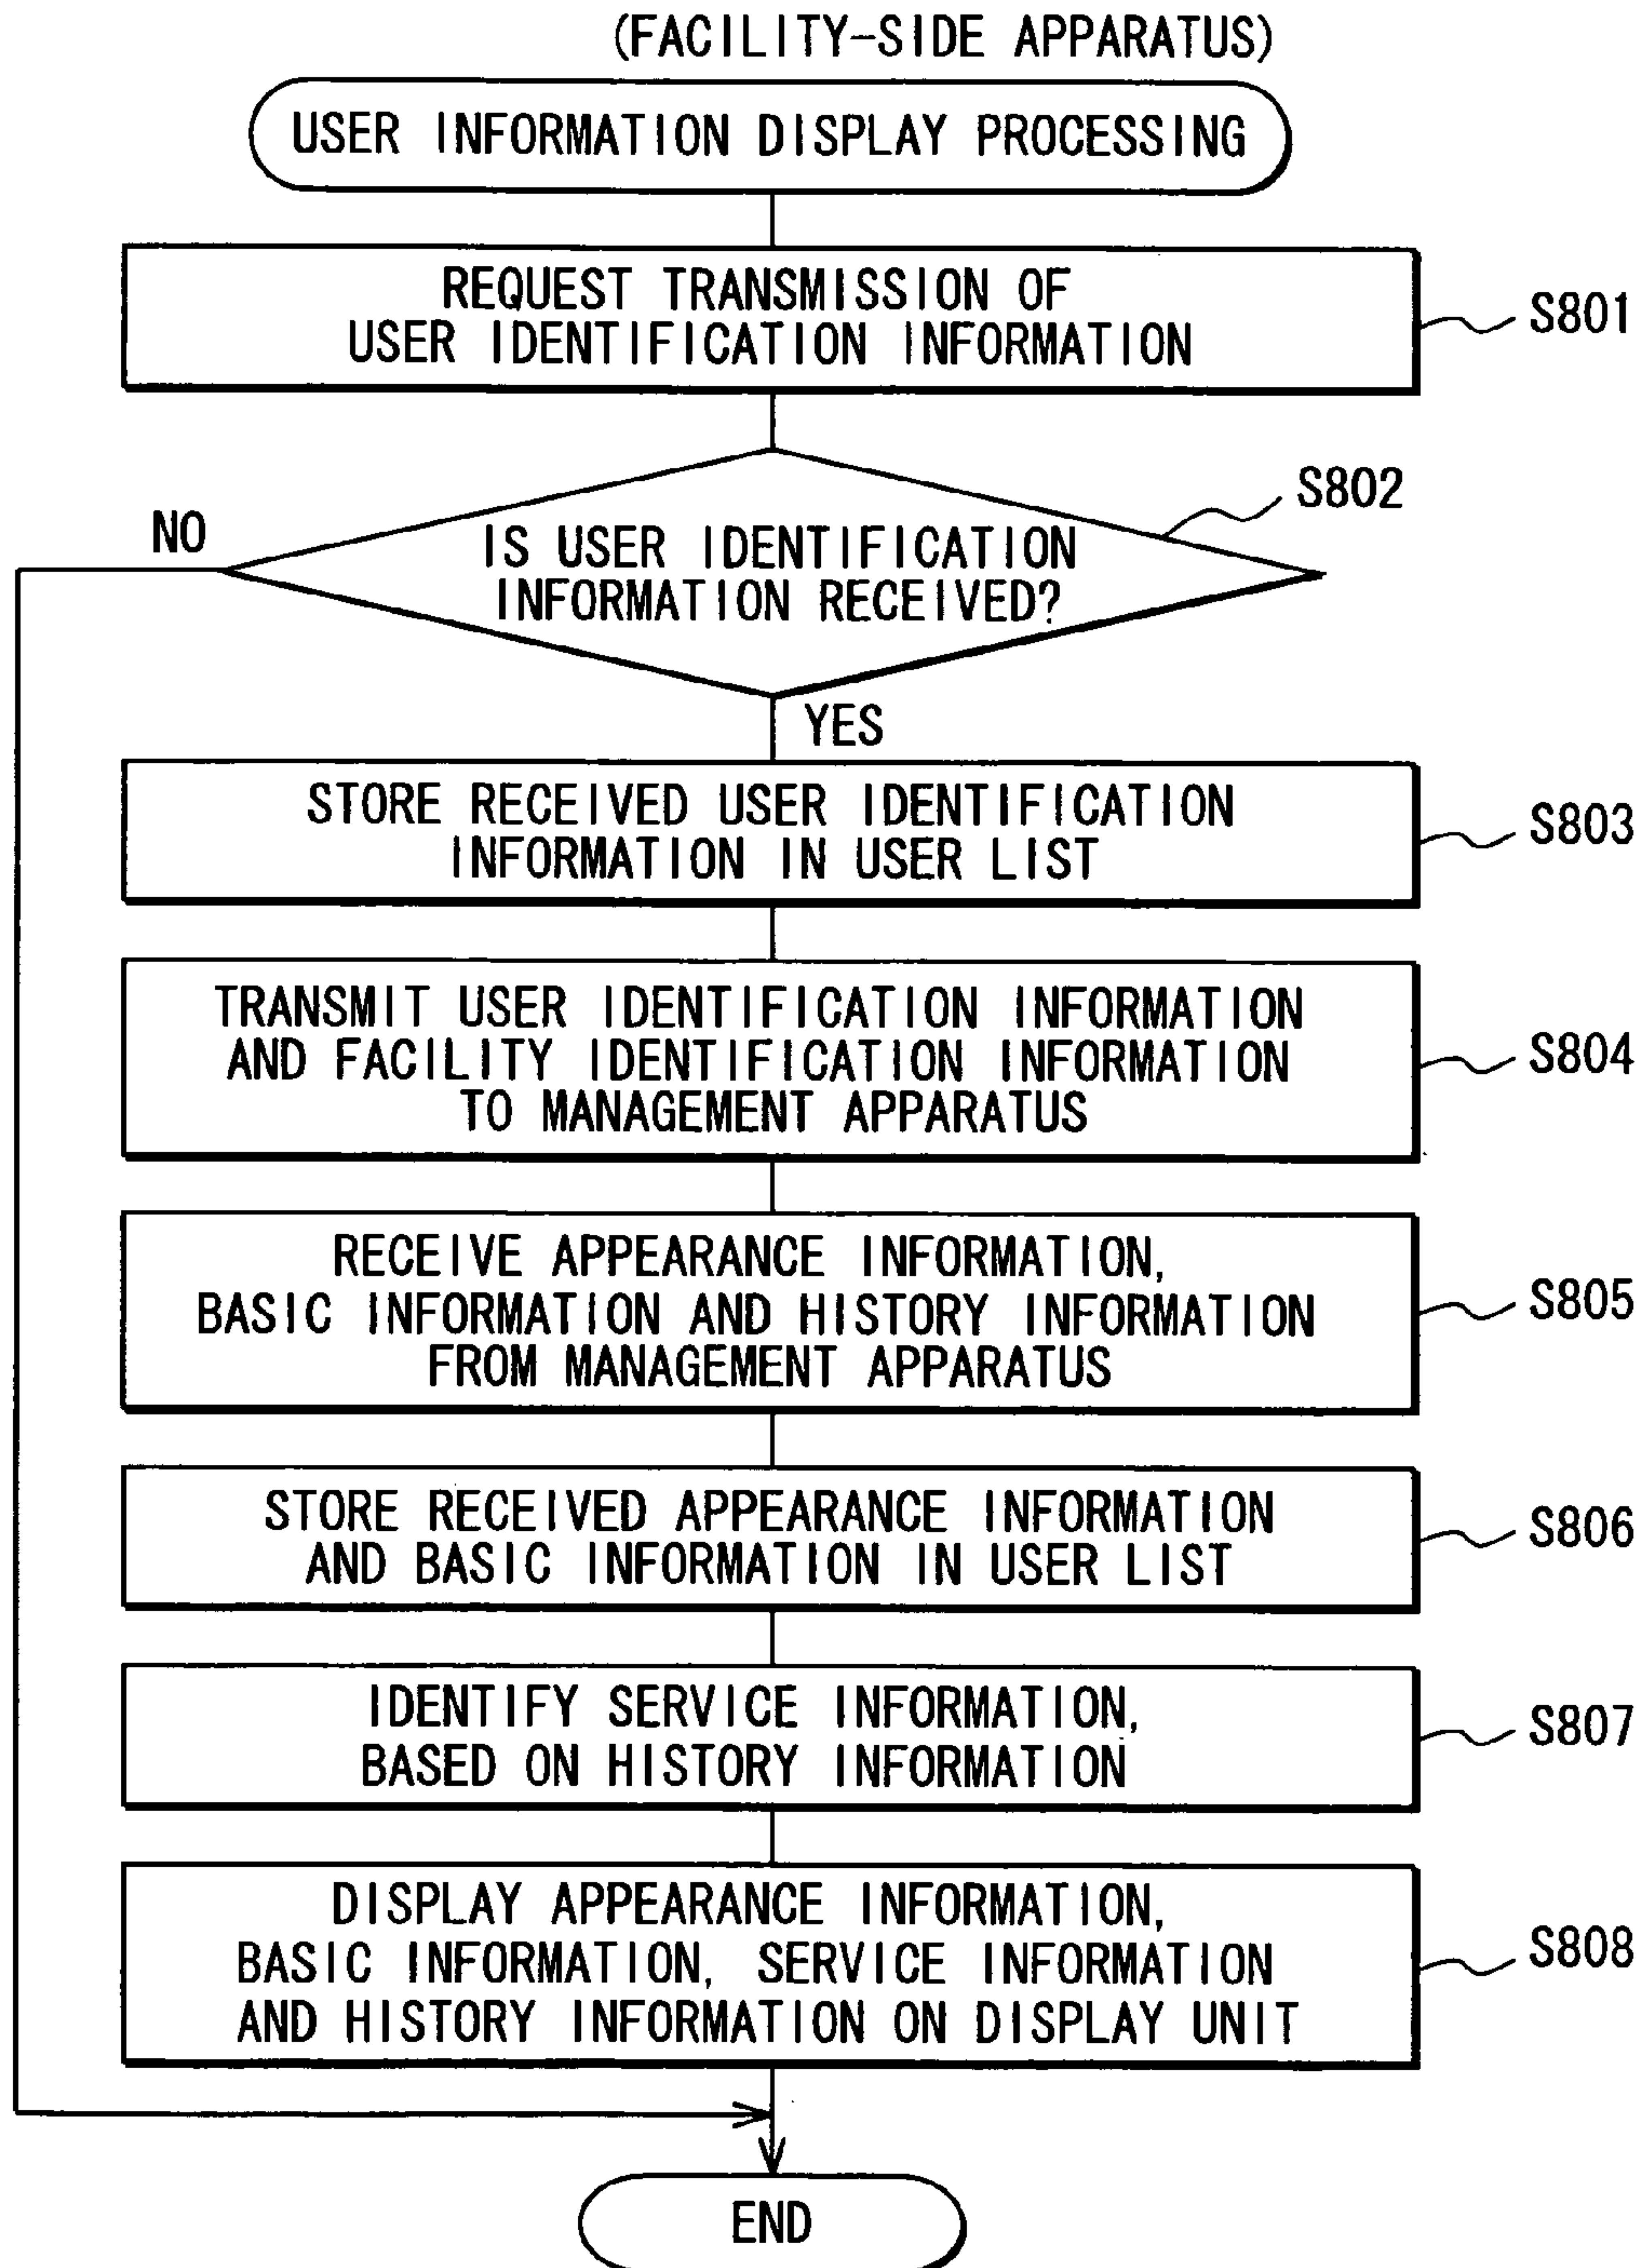 (FACILITY-SIDE APPARATUS)
USER INFORMATION DISPLAY PROCESSING
REQUEST TRANSMISSION OF
USER IDENTIFICATION INFORMATION
S801
S802
NO
IS USER IDENTIFICATION
INFORMATION RECEIVED?
YES
STORE RECEIVED USER IDENTIFICATION
INFORMATION IN USER LIST
S803
TRANSMIT USER IDENTIFICATION INFORMATION
AND FACILITY IDENTIFICATION INFORMATION
TO MANAGEMENT APPARATUS
S804
RECEIVE APPEARANCE INFORMATION,
BASIC INFORMATION AND HISTORY INFORMATION
FROM MANAGEMENT APPARATUS
S805
STORE RECEIVED APPEARANCE INFORMATION
AND BASIC INFORMATION IN USER LIST
S806
IDENTIFY SERVICE INFORMATION,
BASED ON HISTORY INFORMATION
S807
DISPLAY APPEARANCE INFORMATION,
BASIC INFORMATION, SERVICE INFORMATION
AND HISTORY INFORMATION ON DISPLAY UNIT
S808
END